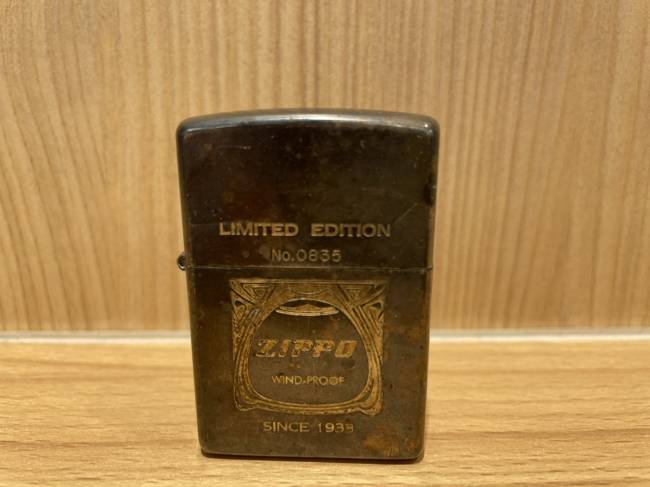 LIMITED EDITION
No.0835
ZIPPO
WIND-PROOF
SINCE 1933